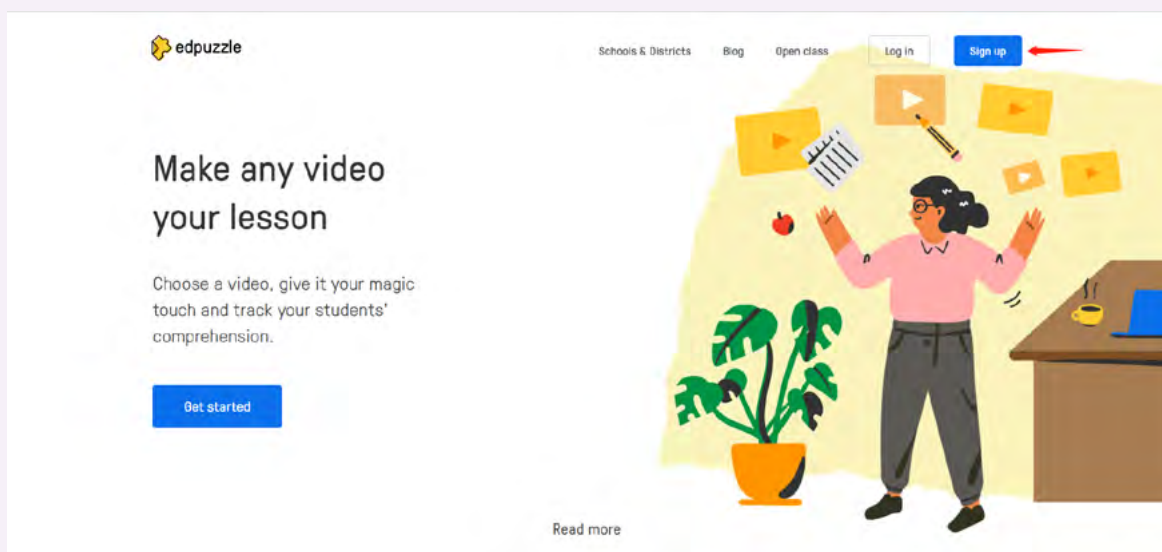 edpuzzle
Schools & Districts
Blog
Open class
Log in
Sign up
Make any video
your lesson
Choose a video, give it your magic
touch and track your students'
comprehension.
Get started
Read more